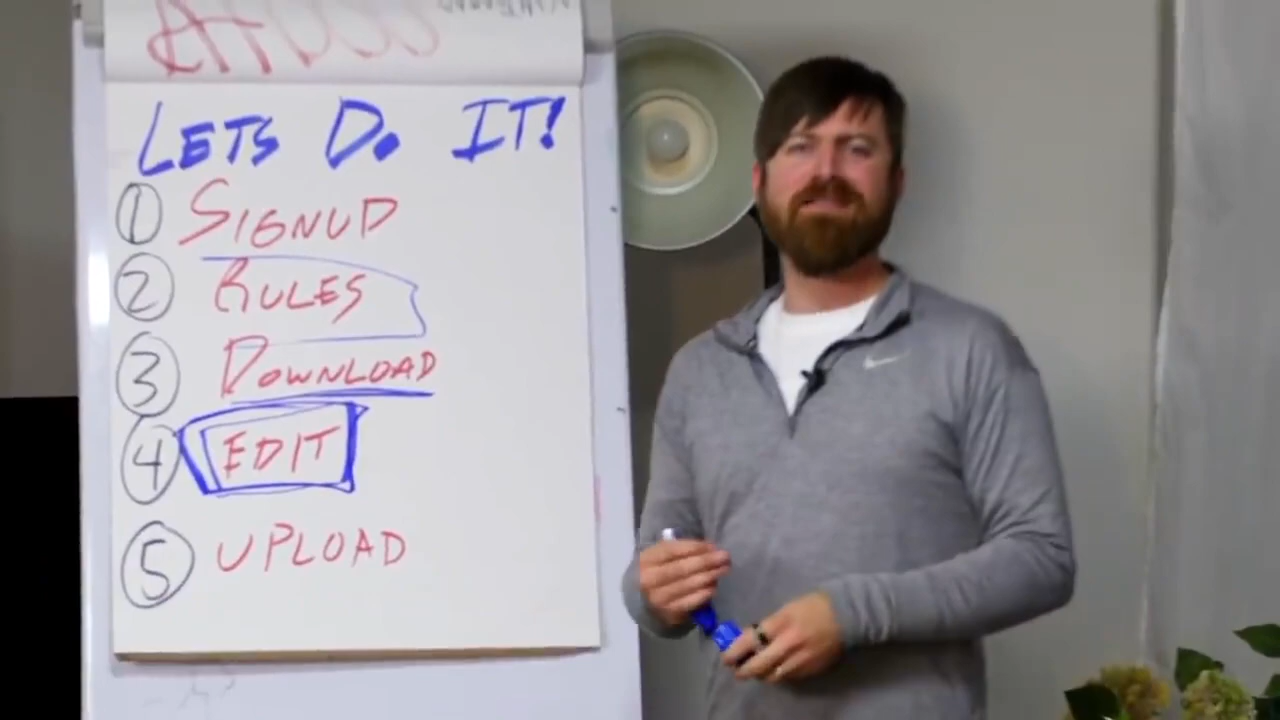 LETS DO IT!
1 SIGNUP
2 RULES
3 DOWNLOAD
4 EDIT
5 UPLOAD